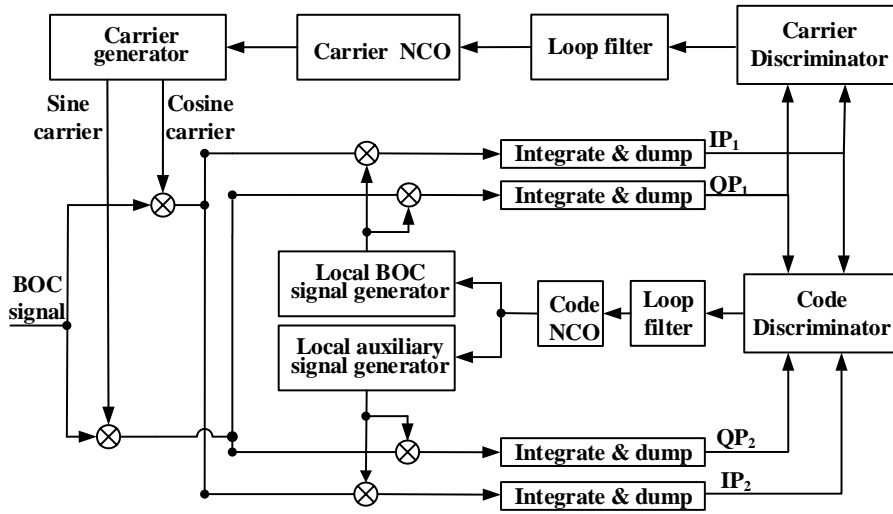 Carrier
generator
Carrier NCO
Loop filter
Carrier
Discriminator
Sine
carrier
Cosine
carrier
Integrate & dump
IP₁
Integrate & dump
QP₁
BOC
signal
Local BOC
signal generator
Code
NCO
Loop
filter
Code
Discriminator
Local auxiliary
signal generator
Integrate & dump
QP₂
Integrate & dump
IP₂